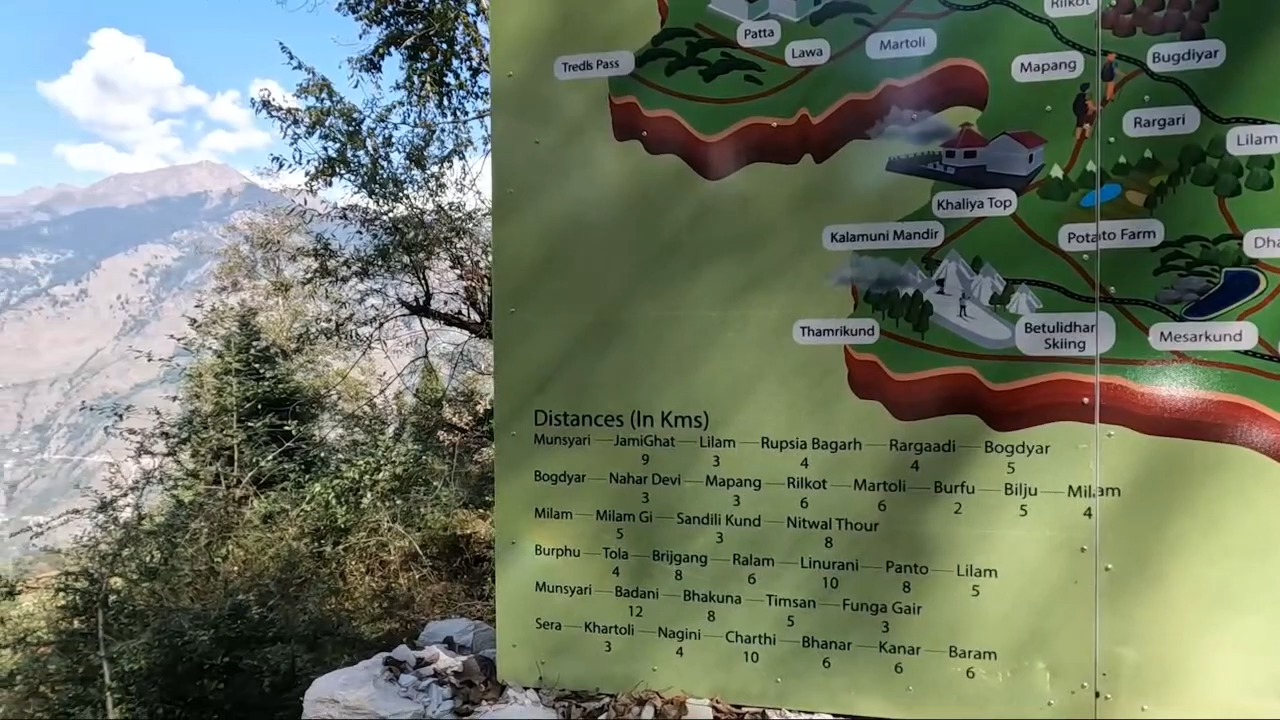 Rilkot
Patta
Tredls Pass
Lawa
Martoli
Mapang
Bugdiyar
Rargari
Lilam
Khaliya Top
Kalamuni Mandir
Potato Farm
Dha
Thamrikund
Betulidhar
Skiing
Mesarkund
Distances (In Kms)
Munsyari — JamiGhat — Lilam — Rupsia Bagarh — Rargaadi — Bogdyar
9 3 4 4 5
Bogdyar — Nahar Devi — Mapang — Rilkot — Martoli — Burfu — Bilju — Milam
3 3 6 6 2 5 4
Milam — Milam Gi — Sandili Kund — Nitwal Thour
5 3 8
Burphu — Tola — Brijgang — Ralam — Linurani — Panto — Lilam
4 8 6 10 8 5
Munsyari — Badani — Bhakuna — Timsan — Funga Gair
12 8 5 3
Sera — Khartoli — Nagini — Charthi — Bhanar — Kanar — Baram
3 4 10 6 6 6